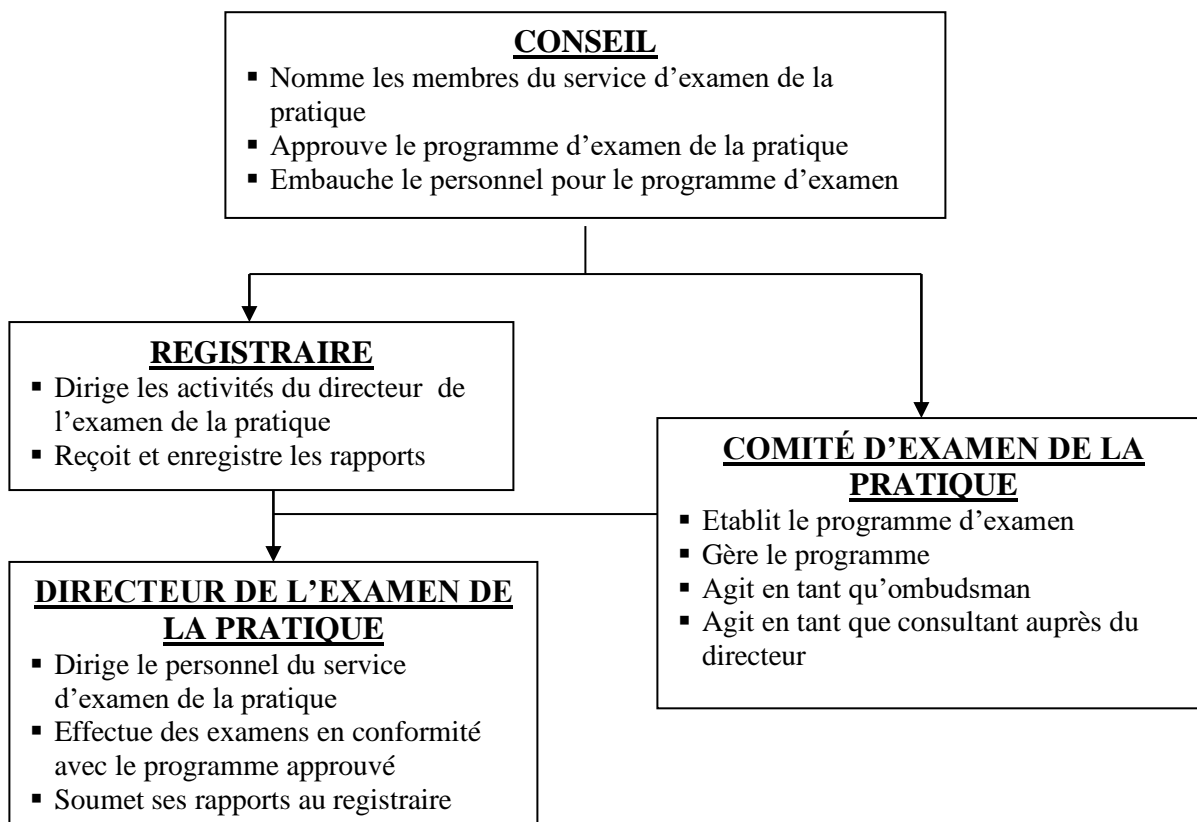 CONSEIL
▪ Nomme les membres du service d’examen de la
pratique
▪ Approuve le programme d’examen de la pratique
▪ Embauche le personnel pour le programme d’examen
REGISTRAIRE
▪ Dirige les activités du directeur de
l’examen de la pratique
▪ Reçoit et enregistre les rapports
COMITÉ D’EXAMEN DE LA
PRATIQUE
▪ Etablit le programme d’examen
▪ Gère le programme
▪ Agit en tant qu’ombudsman
▪ Agit en tant que consultant auprès du
directeur
DIRECTEUR DE L’EXAMEN DE
LA PRATIQUE
▪ Dirige le personnel du service
d’examen de la pratique
▪ Effectue des examens en conformité
avec le programme approuvé
▪ Soumet ses rapports au registraire